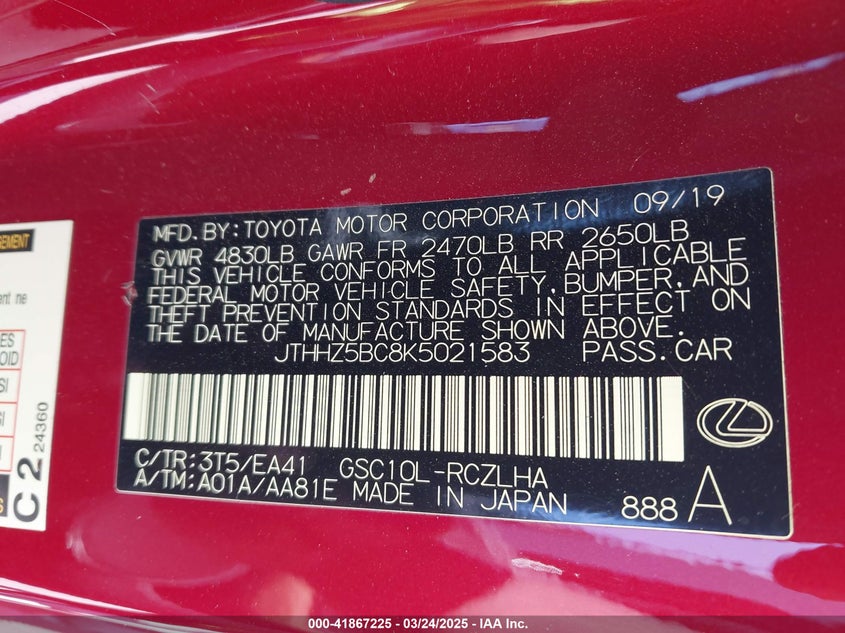 MFD. BY: TOYOTA MOTOR CORPORATION 09/19
GVWR 4830LB GAWR FR 2470LB RR 2650LB
THIS VEHICLE CONFORMS TO ALL APPLICABLE
FEDERAL MOTOR VEHICLE SAFETY, BUMPER, AND
THEFT PREVENTION STANDARDS IN EFFECT ON
THE DATE OF MANUFACTURE SHOWN ABOVE.
JTHHZ5BC8K5021583 PASS.CAR
C/TR: 3T5/EA41 GSC10L-RCZLHA
A/TM: A01A/AA81E MADE IN JAPAN 888 A
C 2 24360
000-41867225 - 03/24/2025 - IAA Inc.